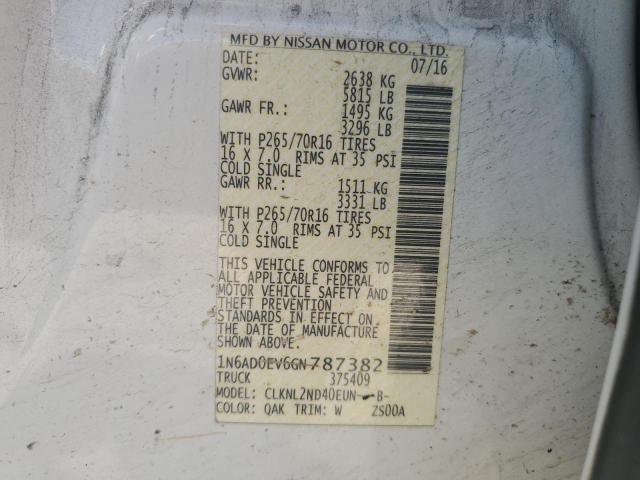 MFD BY NISSAN MOTOR CO., LTD.
DATE: 07/16
GVWR: 2638 KG
5815 LB
GAWR FR.: 1495 KG
3296 LB
WITH P265/70R16 TIRES
16 X 7.0 RIMS AT 35 PSI
COLD SINGLE
GAWR RR.: 1511 KG
3331 LB
WITH P265/70R16 TIRES
16 X 7.0 RIMS AT 35 PSI
COLD SINGLE
THIS VEHICLE CONFORMS TO
ALL APPLICABLE FEDERAL
MOTOR VEHICLE SAFETY AND
THEFT PREVENTION
STANDARDS IN EFFECT ON
THE DATE OF MANUFACTURE
SHOWN ABOVE.
1N6AD0EV6GN787382
TRUCK 375409
MODEL: CLKNL2ND40EUN---B-
COLOR: QAK TRIM: W ZS00A